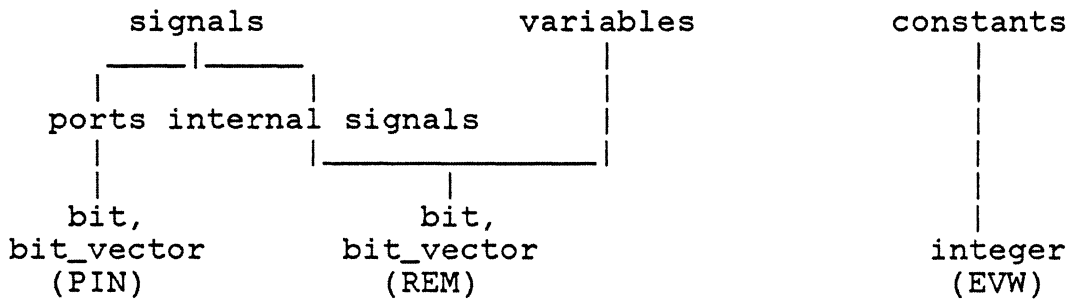 signals variables constants
ports internal signals
bit, bit,
bit_vector bit_vector integer
(PIN) (REM) (EVW)